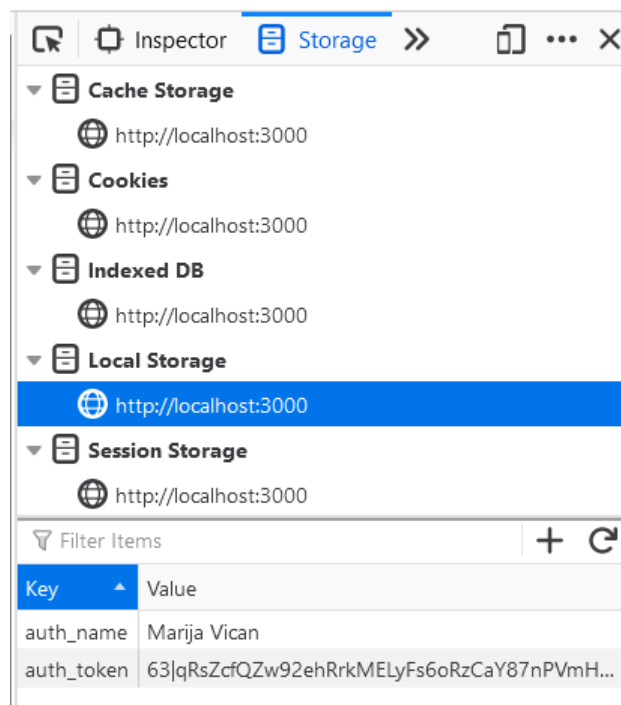 Inspector Storage
Cache Storage
http://localhost:3000
Cookies
http://localhost:3000
Indexed DB
http://localhost:3000
Local Storage
http://localhost:3000
Session Storage
http://localhost:3000
Filter Items
Key Value
auth_name Marija Vican
auth_token 63|qRsZcfQZw92ehRrkMELyFs6oRzCaY87nPVmH...